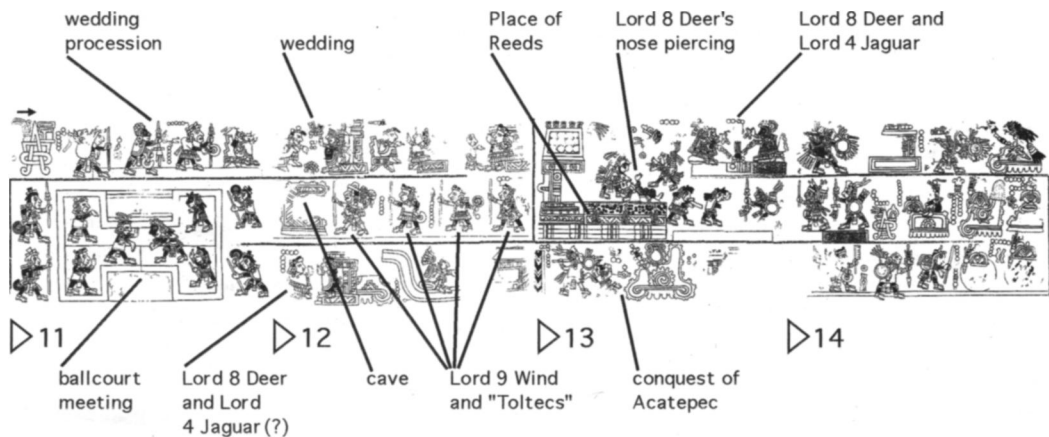 wedding
procession
wedding
Place of
Reeds
Lord 8 Deer's
nose piercing
Lord 8 Deer and
Lord 4 Jaguar
11
12
13
14
ballcourt
meeting
Lord 8 Deer
and Lord
4 Jaguar (?)
cave
Lord 9 Wind
and "Toltecs"
conquest of
Acatepec